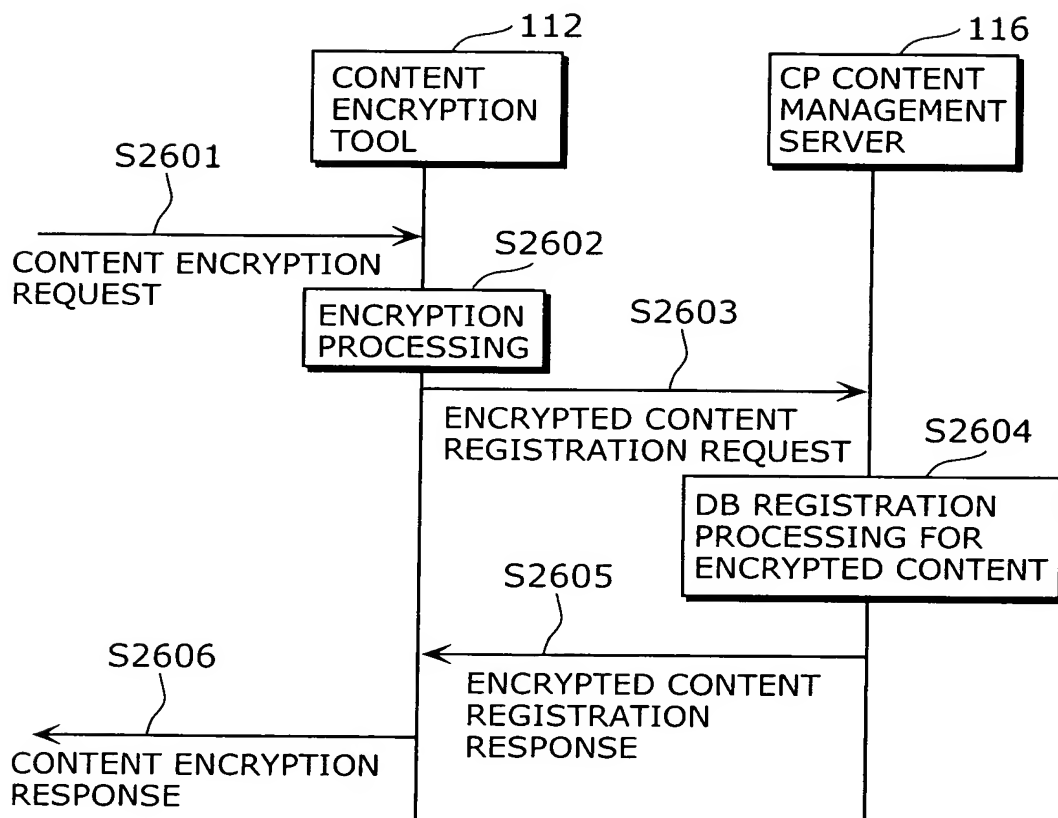 112
116
CONTENT
ENCRYPTION
TOOL
CP CONTENT
MANAGEMENT
SERVER
S2601
CONTENT ENCRYPTION
REQUEST
S2602
ENCRYPTION
PROCESSING
S2603
ENCRYPTED CONTENT
REGISTRATION REQUEST
S2604
DB REGISTRATION
PROCESSING FOR
ENCRYPTED CONTENT
S2605
ENCRYPTED CONTENT
REGISTRATION
RESPONSE
S2606
CONTENT ENCRYPTION
RESPONSE